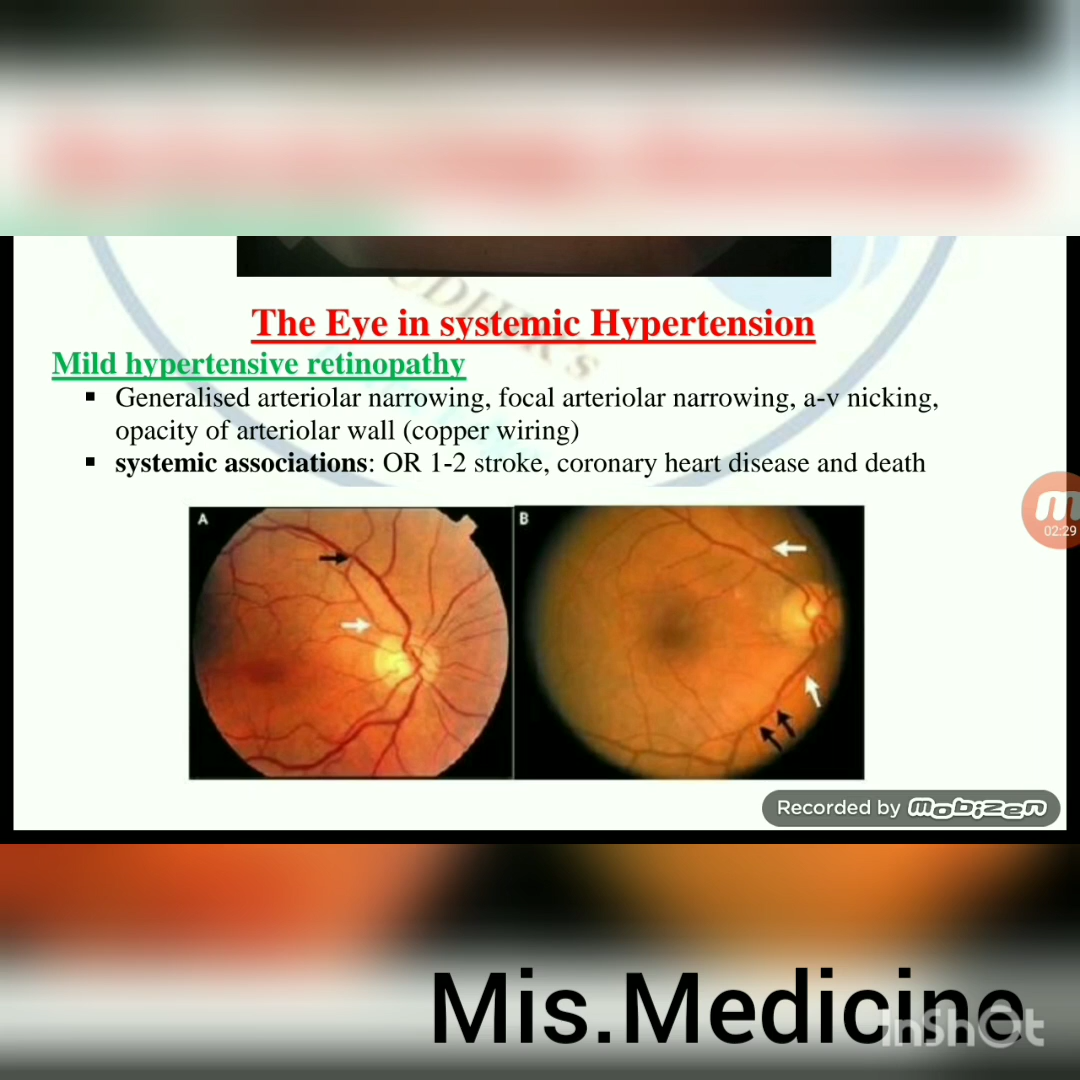 The Eye in systemic Hypertension
Mild hypertensive retinopathy
▪ Generalised arteriolar narrowing, focal arteriolar narrowing, a-v nicking,
opacity of arteriolar wall (copper wiring)
▪ systemic associations: OR 1-2 stroke, coronary heart disease and death
A
B
02:29
Recorded by mobizen
Mis.Medicine
InShOt